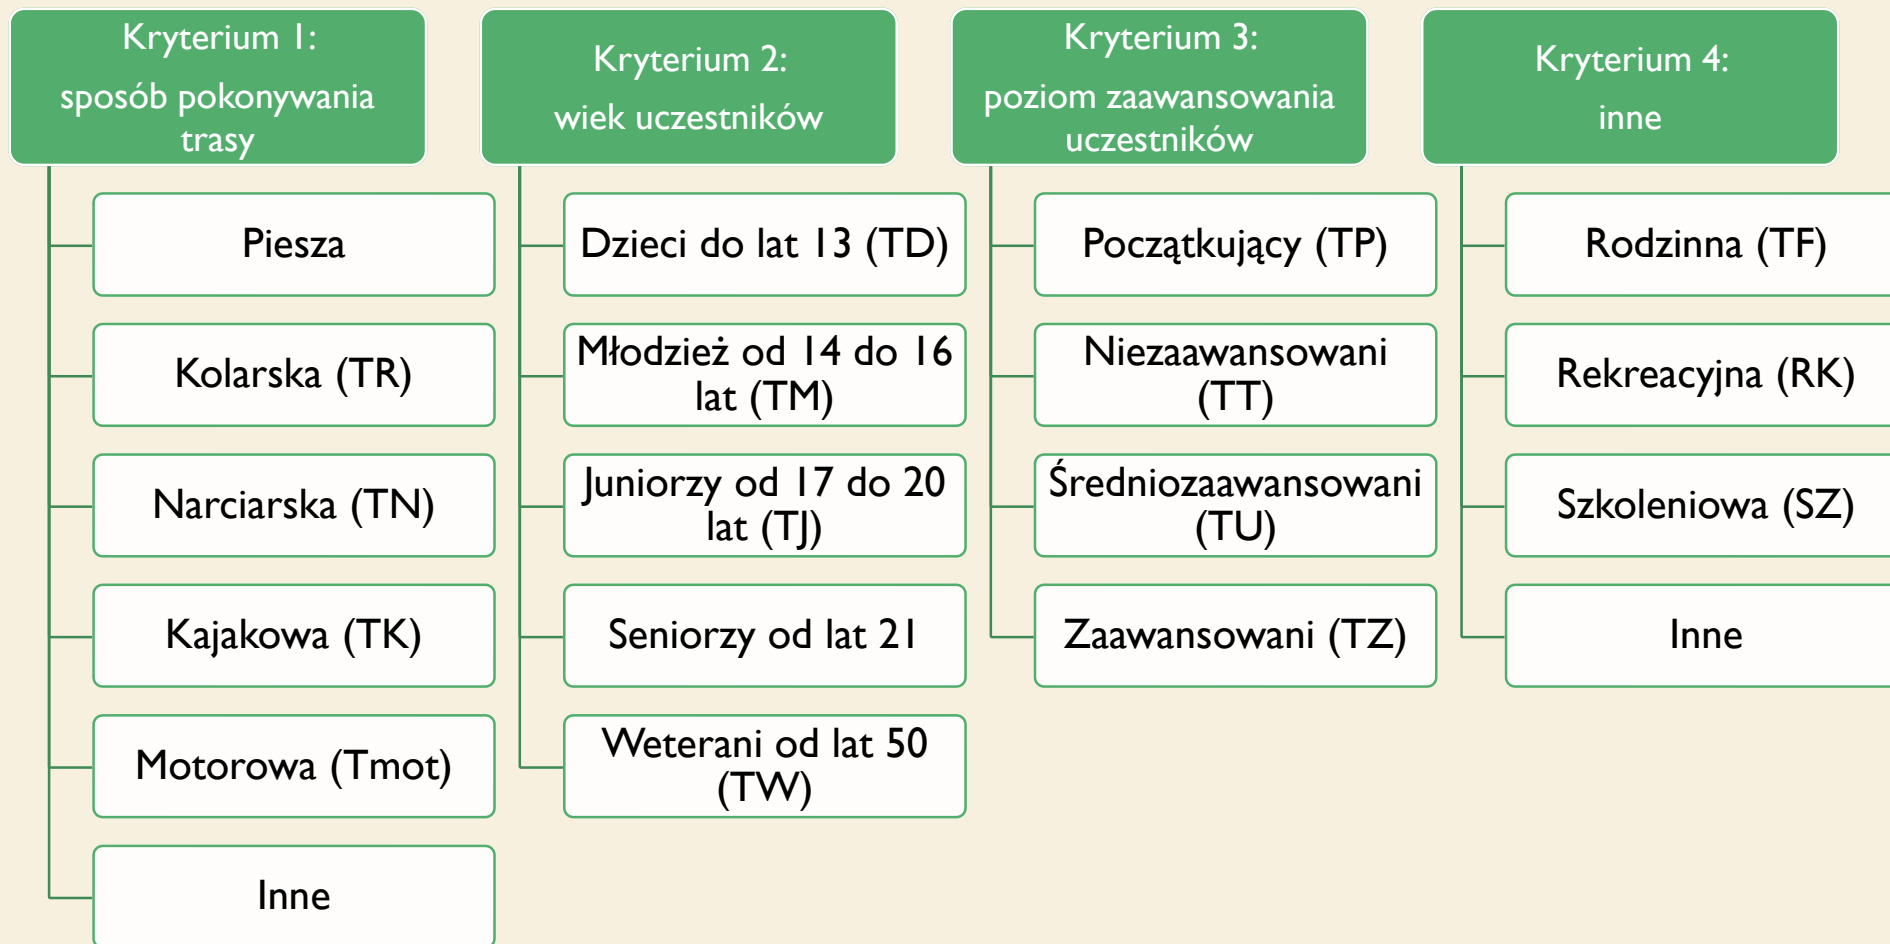 Kryterium 1:
sposób pokonywania
trasy
Piesza
Kolarska (TR)
Narciarska (TN)
Kajakowa (TK)
Motorowa (Tmot)
Inne
Kryterium 2:
wiek uczestników
Dzieci do lat 13 (TD)
Młodzież od 14 do 16
lat (TM)
Juniorzy od 17 do 20
lat (TJ)
Seniorzy od lat 21
Weterani od lat 50
(TW)
Kryterium 3:
poziom zaawansowania
uczestników
Początkujący (TP)
Niezaawansowani
(TT)
Średniozaawansowani
(TU)
Zaawansowani (TZ)
Kryterium 4:
inne
Rodzinna (TF)
Rekreacyjna (RK)
Szkoleniowa (SZ)
Inne